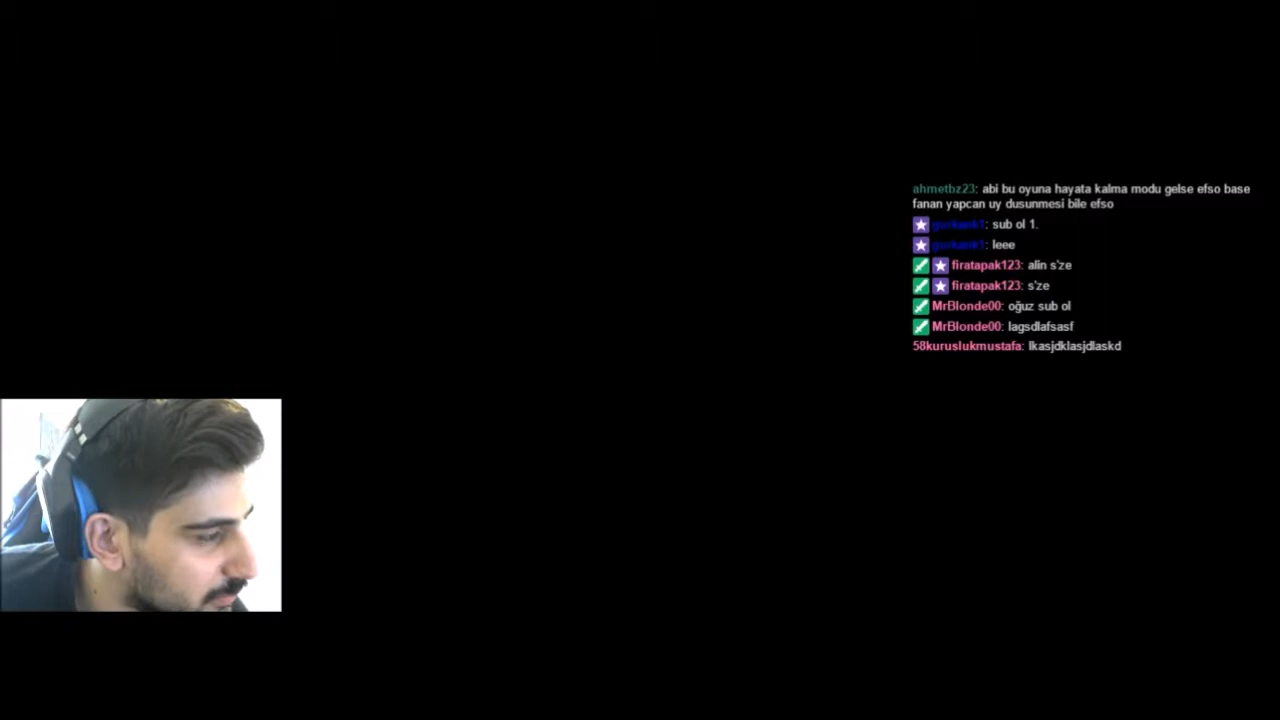 ahmetbz23: abi bu oyuna hayata kalma modu gelse efso base
fanan yapcan uy dusunmesi bile efso
: sub ol 1.
: leee
firatapak123: alin s'ze
firatapak123: s'ze
MrBlonde00: oğuz sub ol
MrBlonde00: lagsdlafsasf
58kuruslukmustafa: lkasjdklasjdlaskd